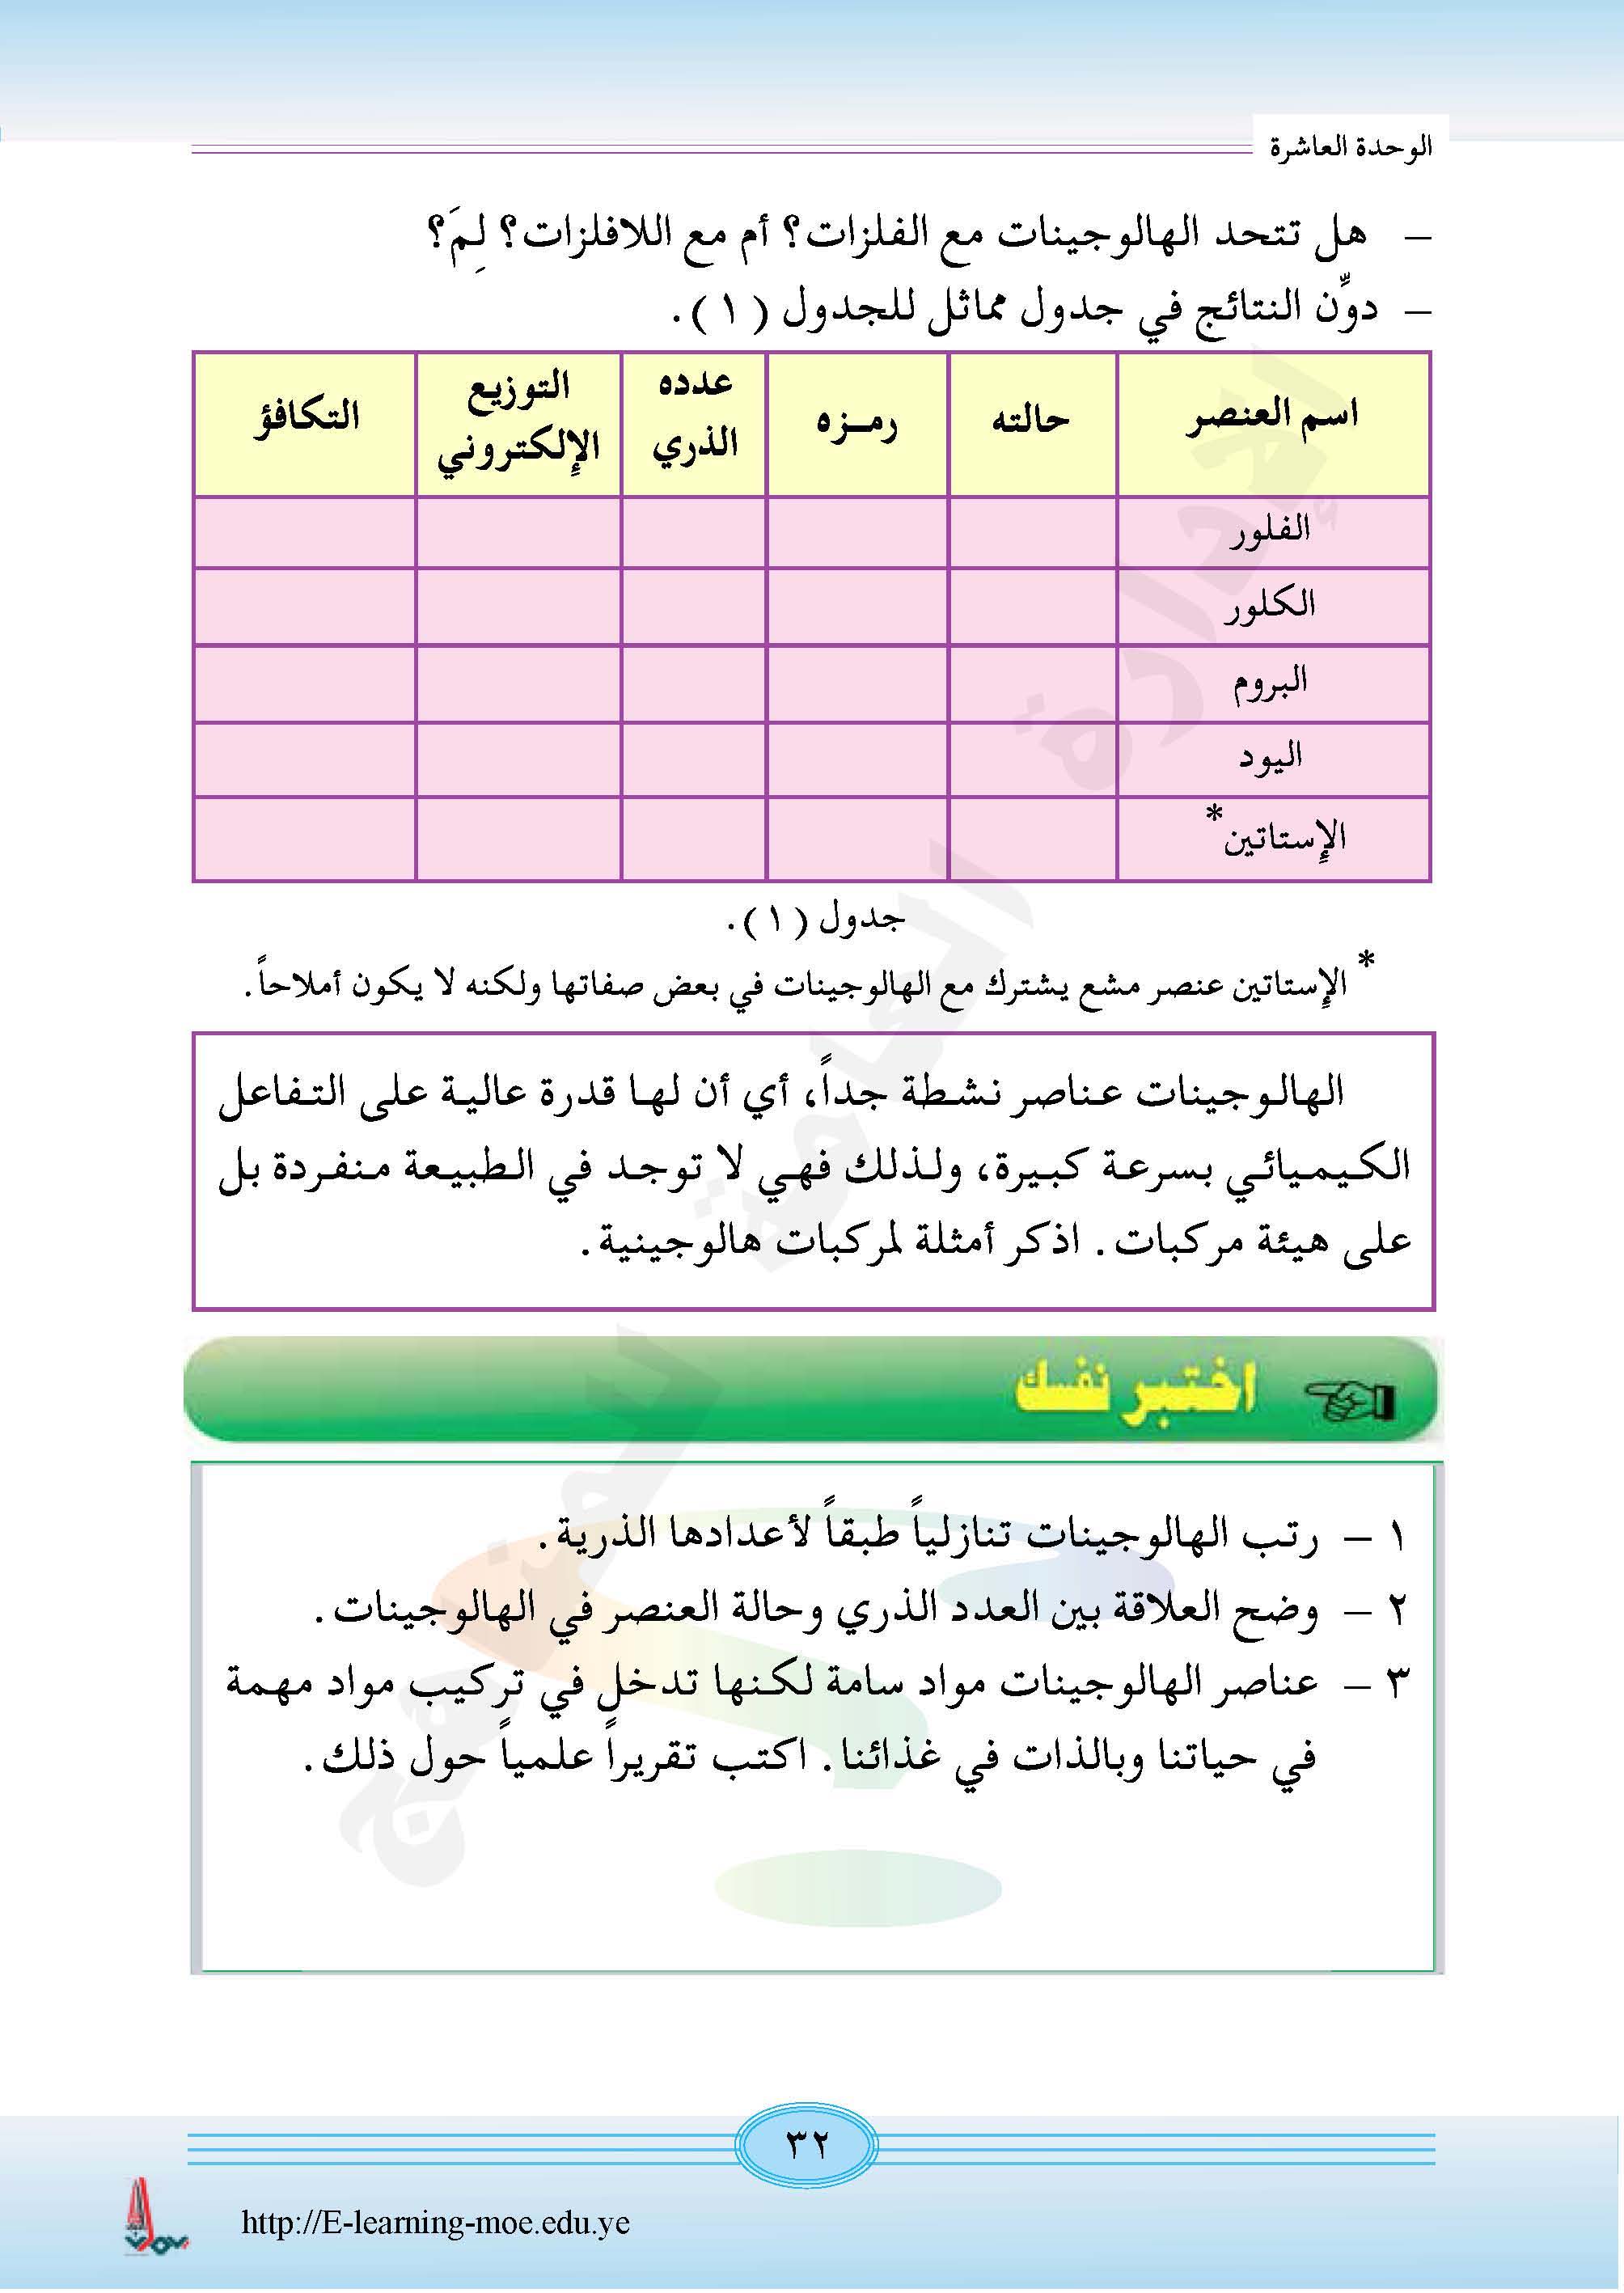 الوحدة العاشرة
– هل تتحد الهالوجينات مع الفلزات؟ أم مع اللافلزات؟ لِمَ؟
– دوِّن النتائج في جدول مماثل للجدول (١).
اسم العنصر حالته رمـزه عدده الذري التوزيع الإلكتروني التكافؤ
الفلور
الكلور
البروم
اليود
الإستاتين*
جدول (١).
* الإستاتين عنصر مشع يشترك مع الهالوجينات في بعض صفاتها ولكنه لا يكون أملاحاً.
الهالوجينات عناصر نشطة جداً، أي أن لها قدرة عالية على التفاعل
الكيميائي بسرعة كبيرة، ولذلك فهي لا توجد في الطبيعة منفردة بل
على هيئة مركبات. اذكر أمثلة لمركبات هالوجينية.
اختبر نفسك
١ – رتب الهالوجينات تنازلياً طبقاً لأعدادها الذرية.
٢ – وضح العلاقة بين العدد الذري وحالة العنصر في الهالوجينات.
٣ – عناصر الهالوجينات مواد سامة لكنها تدخل في تركيب مواد مهمة
في حياتنا وبالذات في غذائنا. اكتب تقريراً علمياً حول ذلك.
إدارة العامة للمناهج
٣٢
http://E-learning-moe.edu.ye